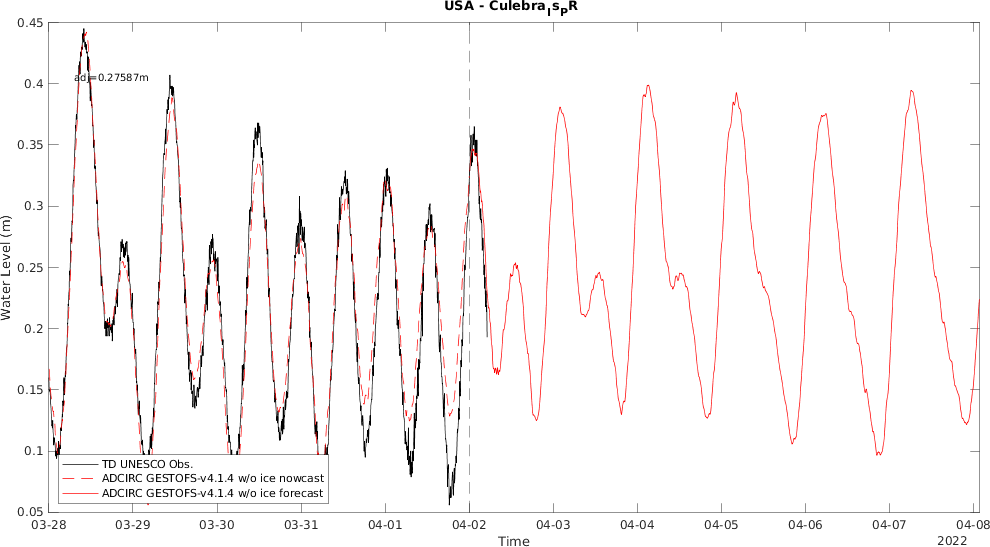 USA - CulebraIsPR
0.45
0.4
0.35
0.3
0.25
0.2
0.15
0.1
0.05
Water Level (m)
adj=0.27587m
TD UNESCO Obs.
ADCIRC GESTOFS-v4.1.4 w/o ice nowcast
ADCIRC GESTOFS-v4.1.4 w/o ice forecast
03-28 03-29 03-30 03-31 04-01 04-02 04-03 04-04 04-05 04-06 04-07 04-08
Time
2022